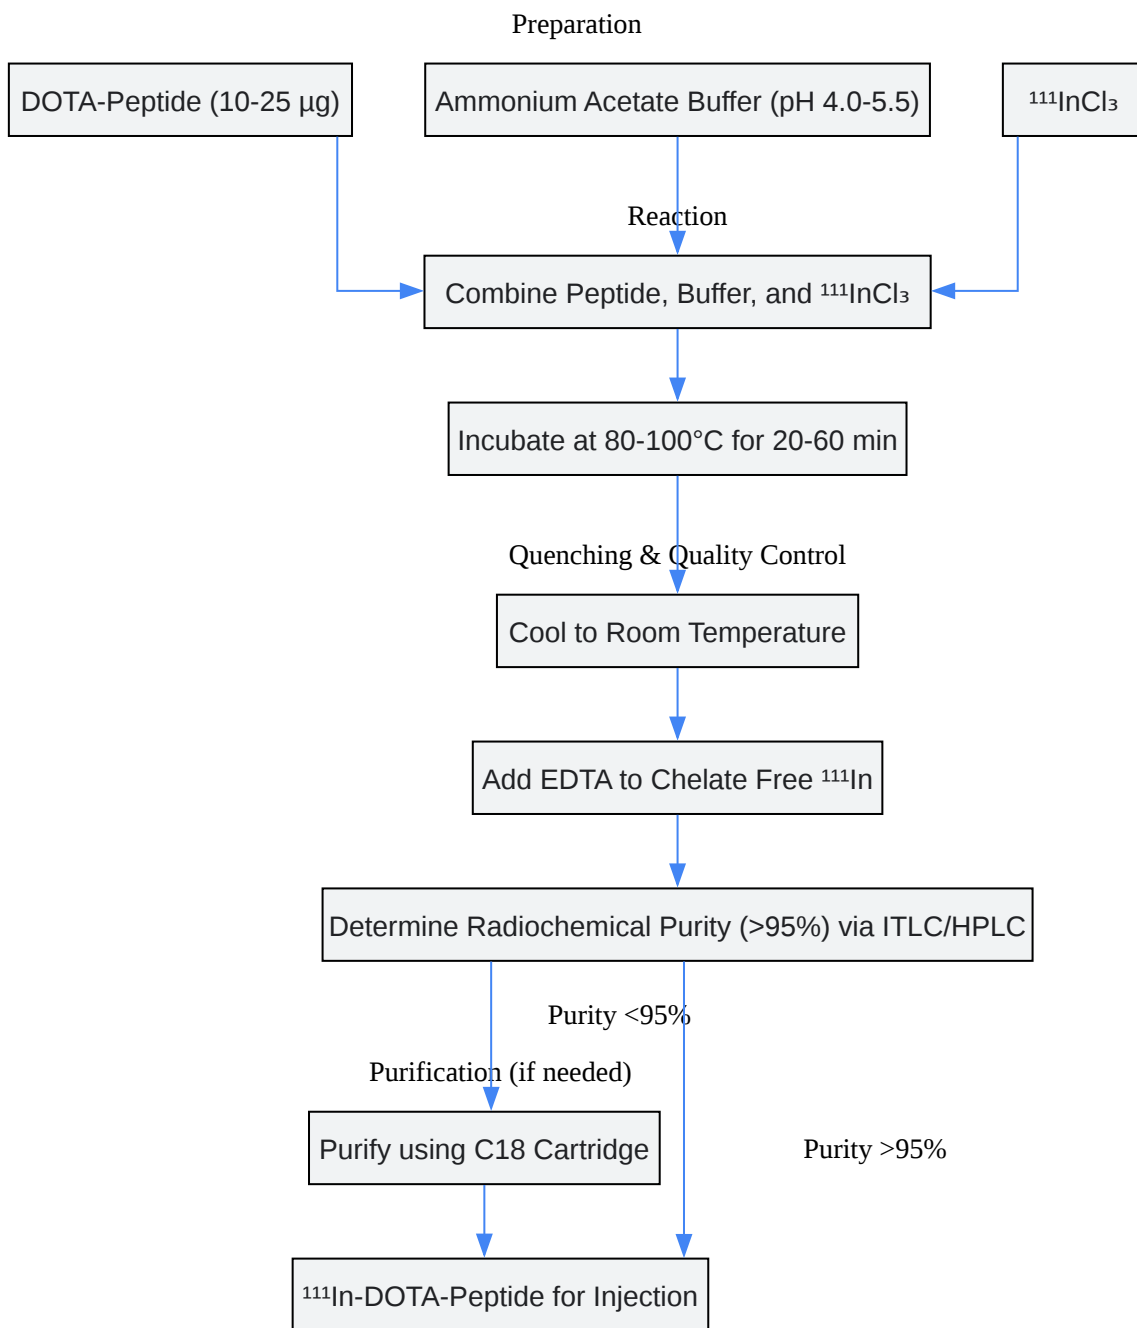 Preparation
DOTA-Peptide (10-25 µg)
Ammonium Acetate Buffer (pH 4.0-5.5)
¹¹¹InCl₃
Reaction
Combine Peptide, Buffer, and ¹¹¹InCl₃
Incubate at 80-100°C for 20-60 min
Quenching & Quality Control
Cool to Room Temperature
Add EDTA to Chelate Free ¹¹¹In
Determine Radiochemical Purity (>95%) via ITLC/HPLC
Purity <95%
Purification (if needed)
Purify using C18 Cartridge
Purity >95%
¹¹¹In-DOTA-Peptide for Injection